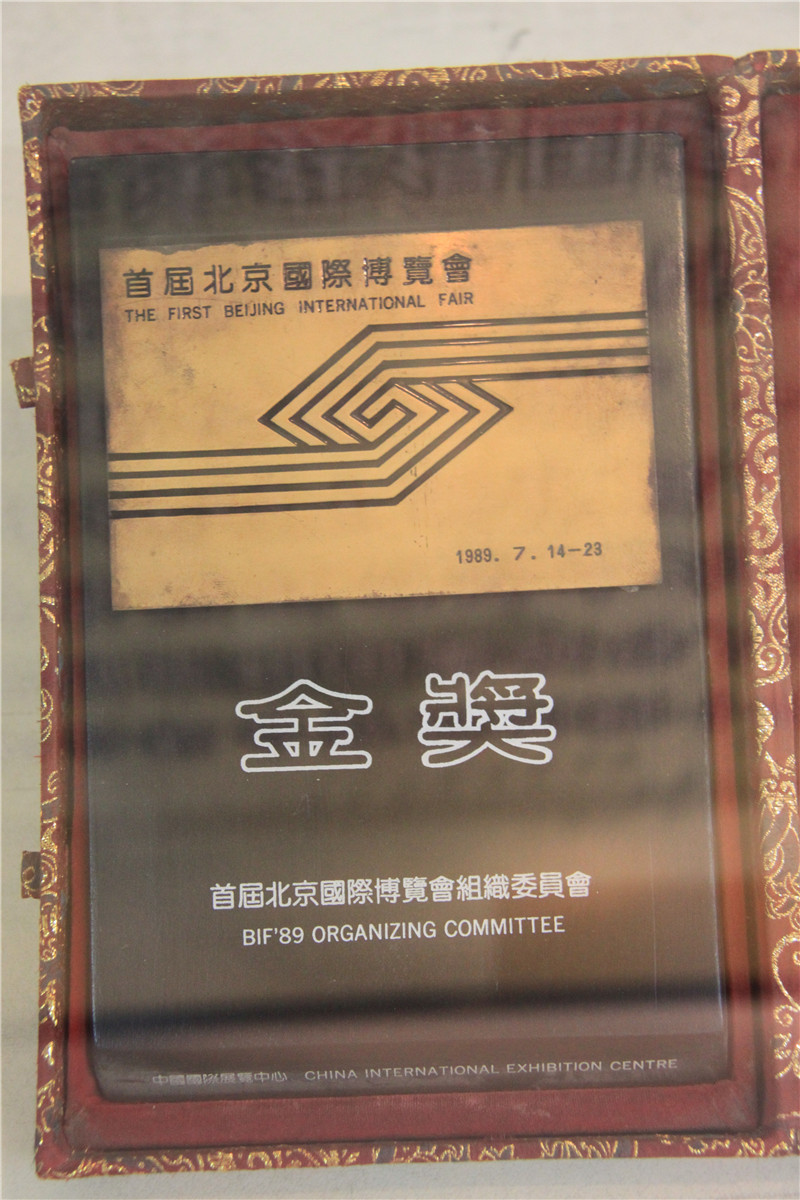 首屆北京國際博覽會
THE FIRST BEIJING INTERNATIONAL FAIR
1989. 7. 14-23
金獎
首屆北京國際博覽會組織委員會
BIF'89 ORGANIZING COMMITTEE
中國國際展覽中心 CHINA INTERNATIONAL EXHIBITION CENTRE